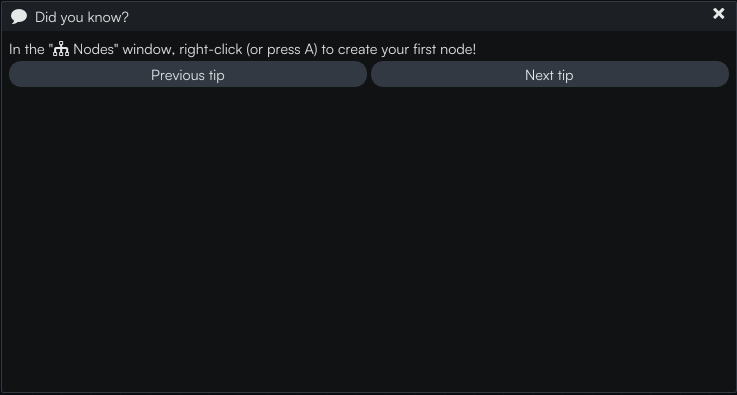 Did you know?
In the " Nodes" window, right-click (or press A) to create your first node!
Previous tip
Next tip